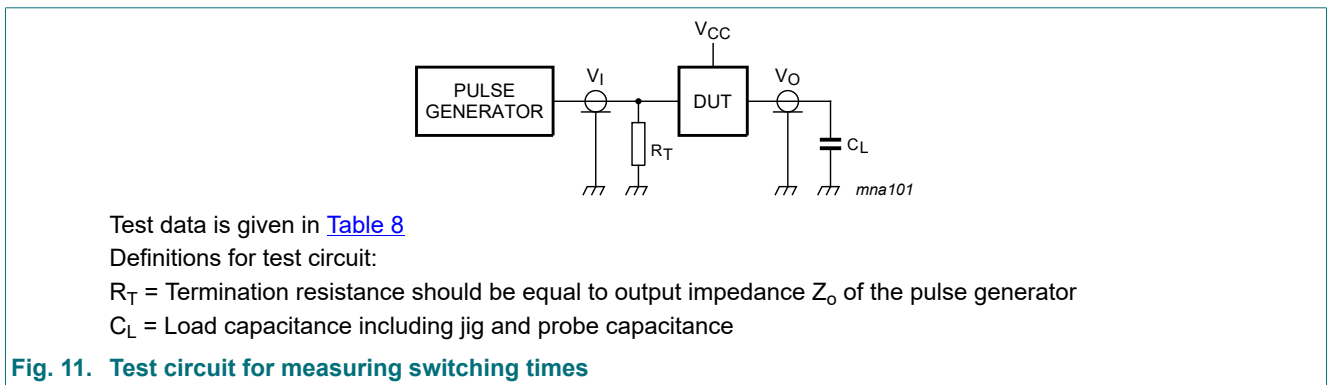 VCC
PULSE
GENERATOR
VI
DUT
VO
RT
CL
mna101
Test data is given in Table 8
Definitions for test circuit:
RT = Termination resistance should be equal to output impedance Zo of the pulse generator
CL = Load capacitance including jig and probe capacitance
Fig. 11. Test circuit for measuring switching times